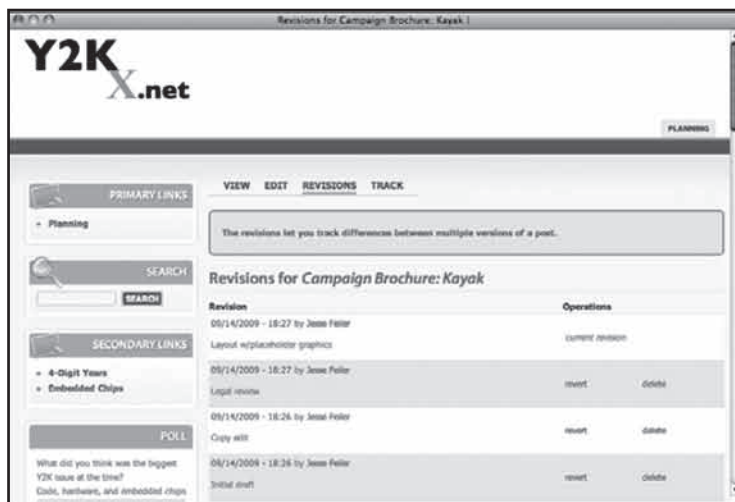 Revisions for Campaign Brochure: Kayak |
Y2K
X.net
PLANNING
PRIMARY LINKS
Planning
SEARCH
SEARCH
SECONDARY LINKS
4-Digit Years
Embedded Chips
POLL
What did you think was the biggest
Y2K issue at the time?
Code, hardware, and embedded chips
VIEW EDIT REVISIONS TRACK
The revisions let you track differences between multiple versions of a post.
Revisions for Campaign Brochure: Kayak
Revision Operations
09/14/2009 - 18:27 by Jesse Feiler
Layout w/placeholder graphics current revision
09/14/2009 - 18:27 by Jesse Feiler
Legal review revert delete
09/14/2009 - 18:26 by Jesse Feiler
Copy edit revert delete
09/14/2009 - 18:26 by Jesse Feiler
Initial draft revert delete